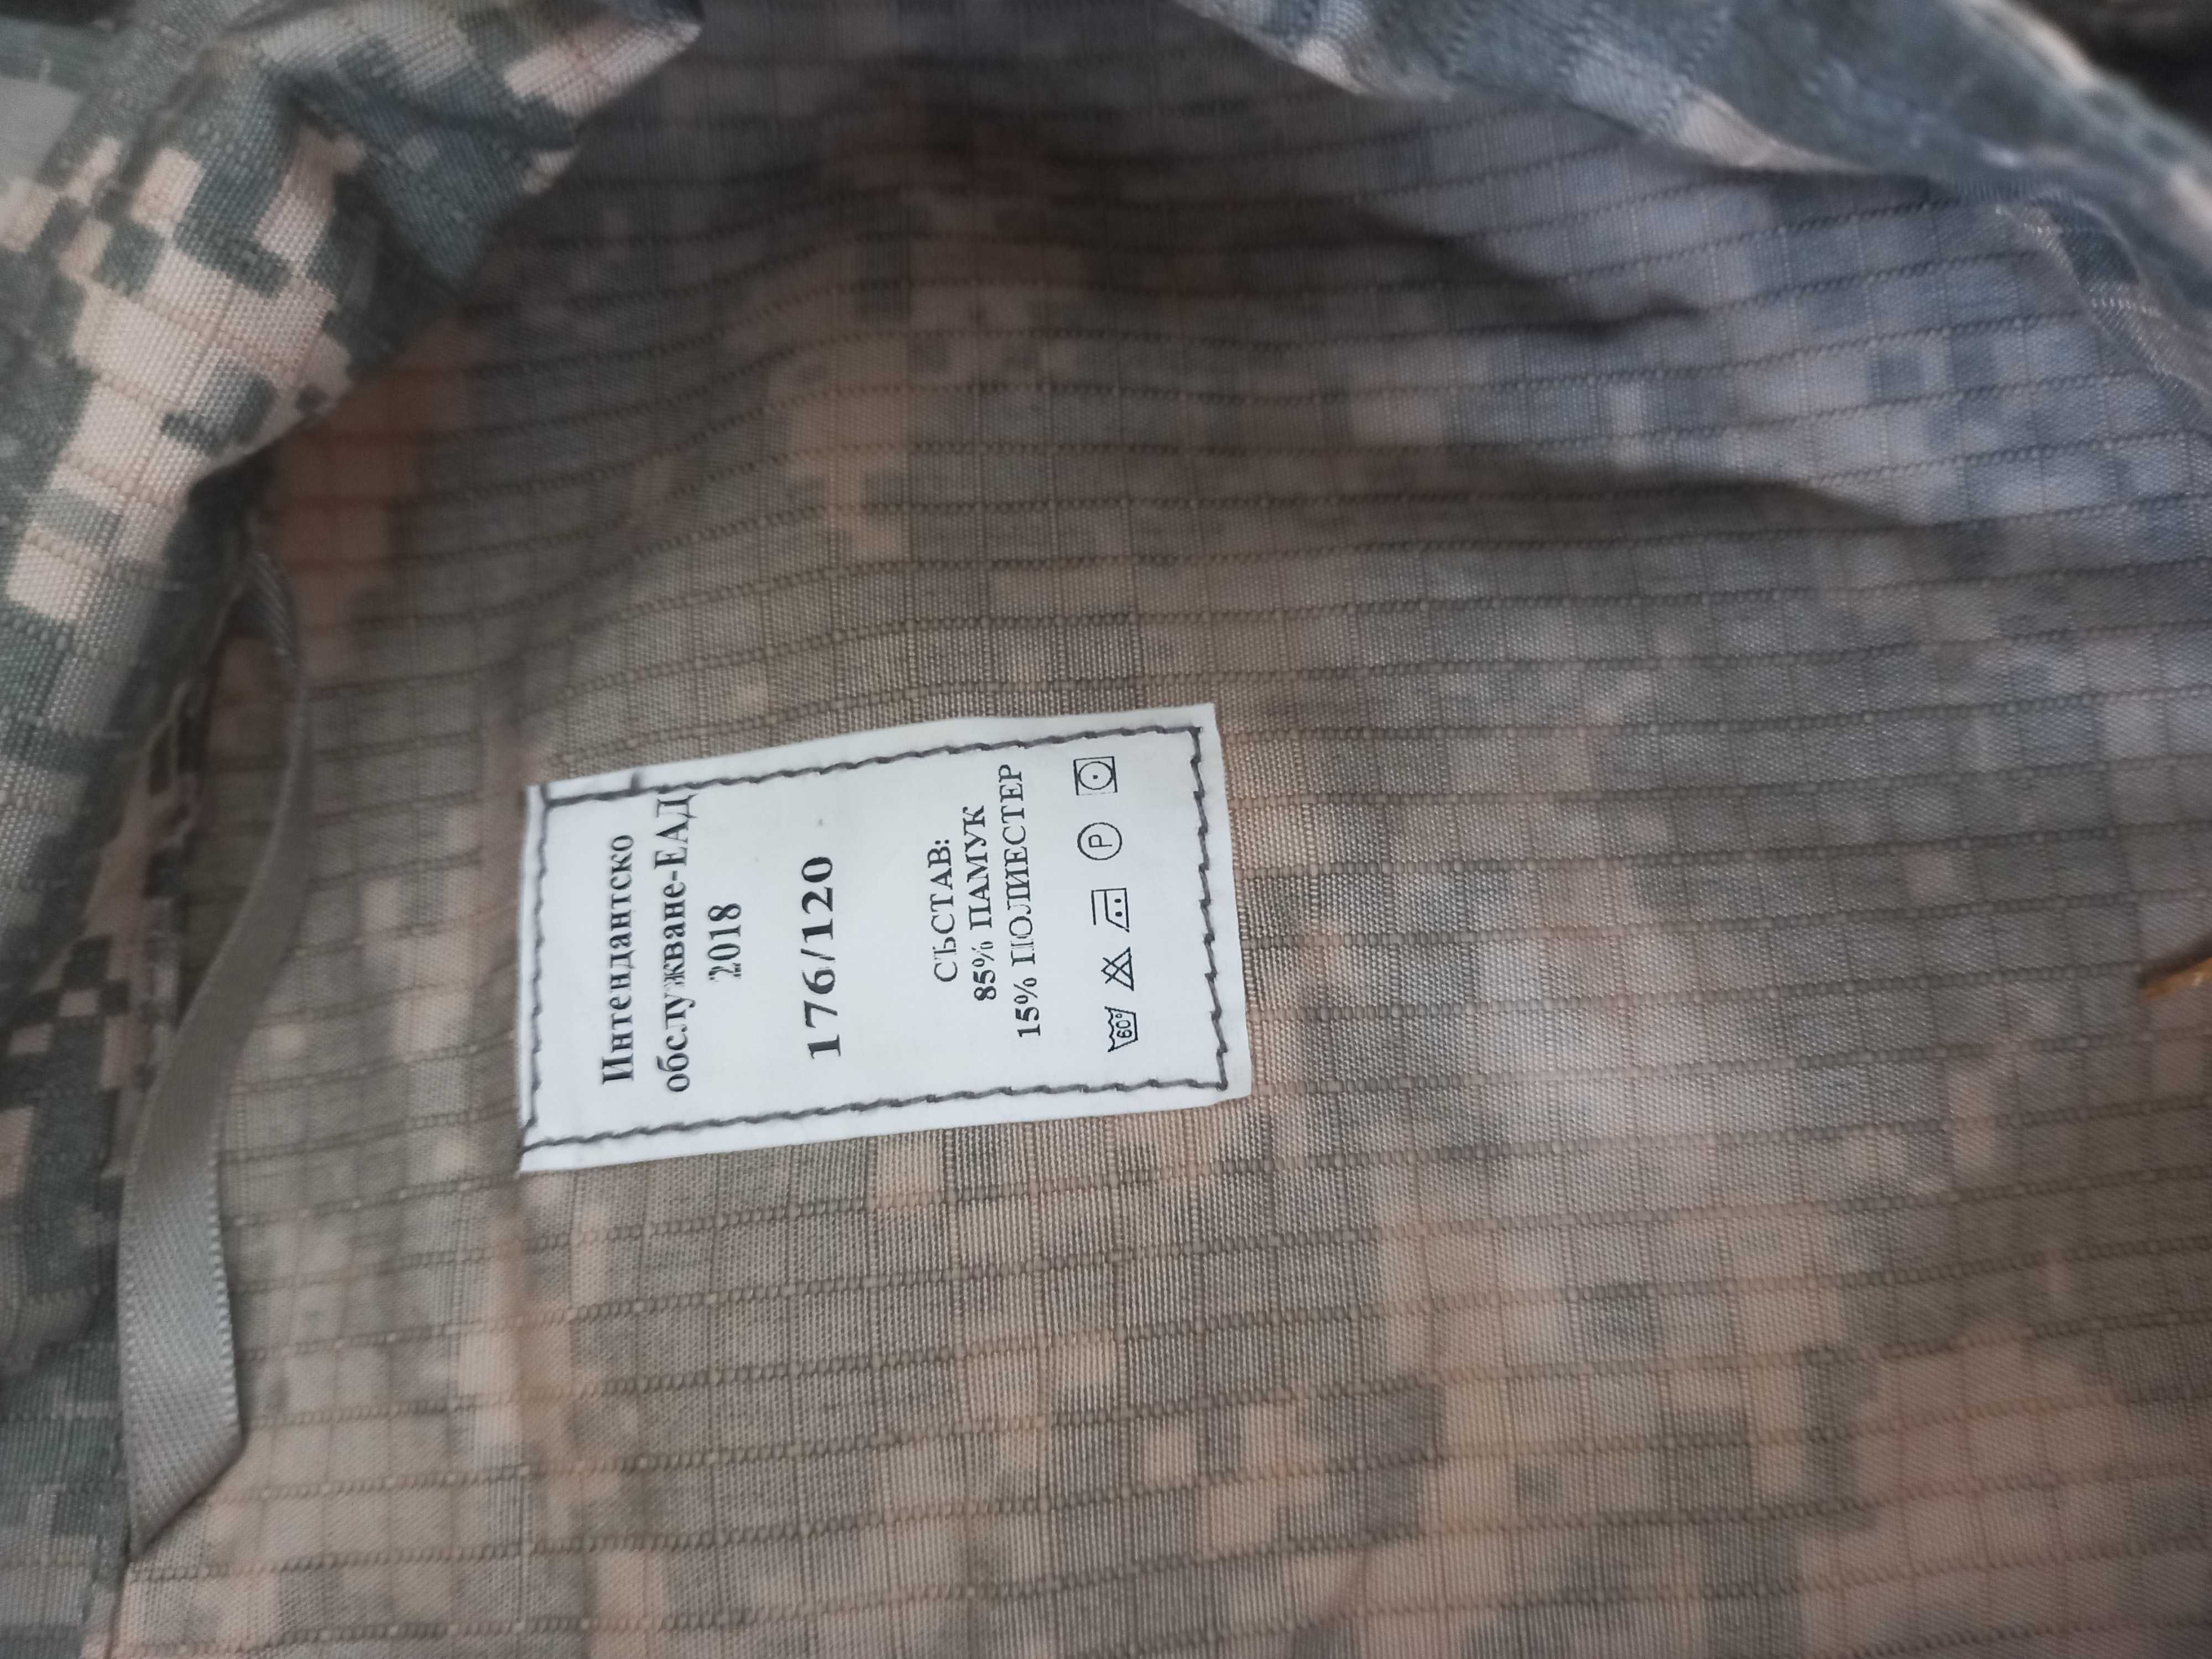 Интендантско
обслужване-ЕАД
2018
176/120
СЪСТАВ:
85% ПАМУК
15% ПОЛИЕСТЕР
60° P